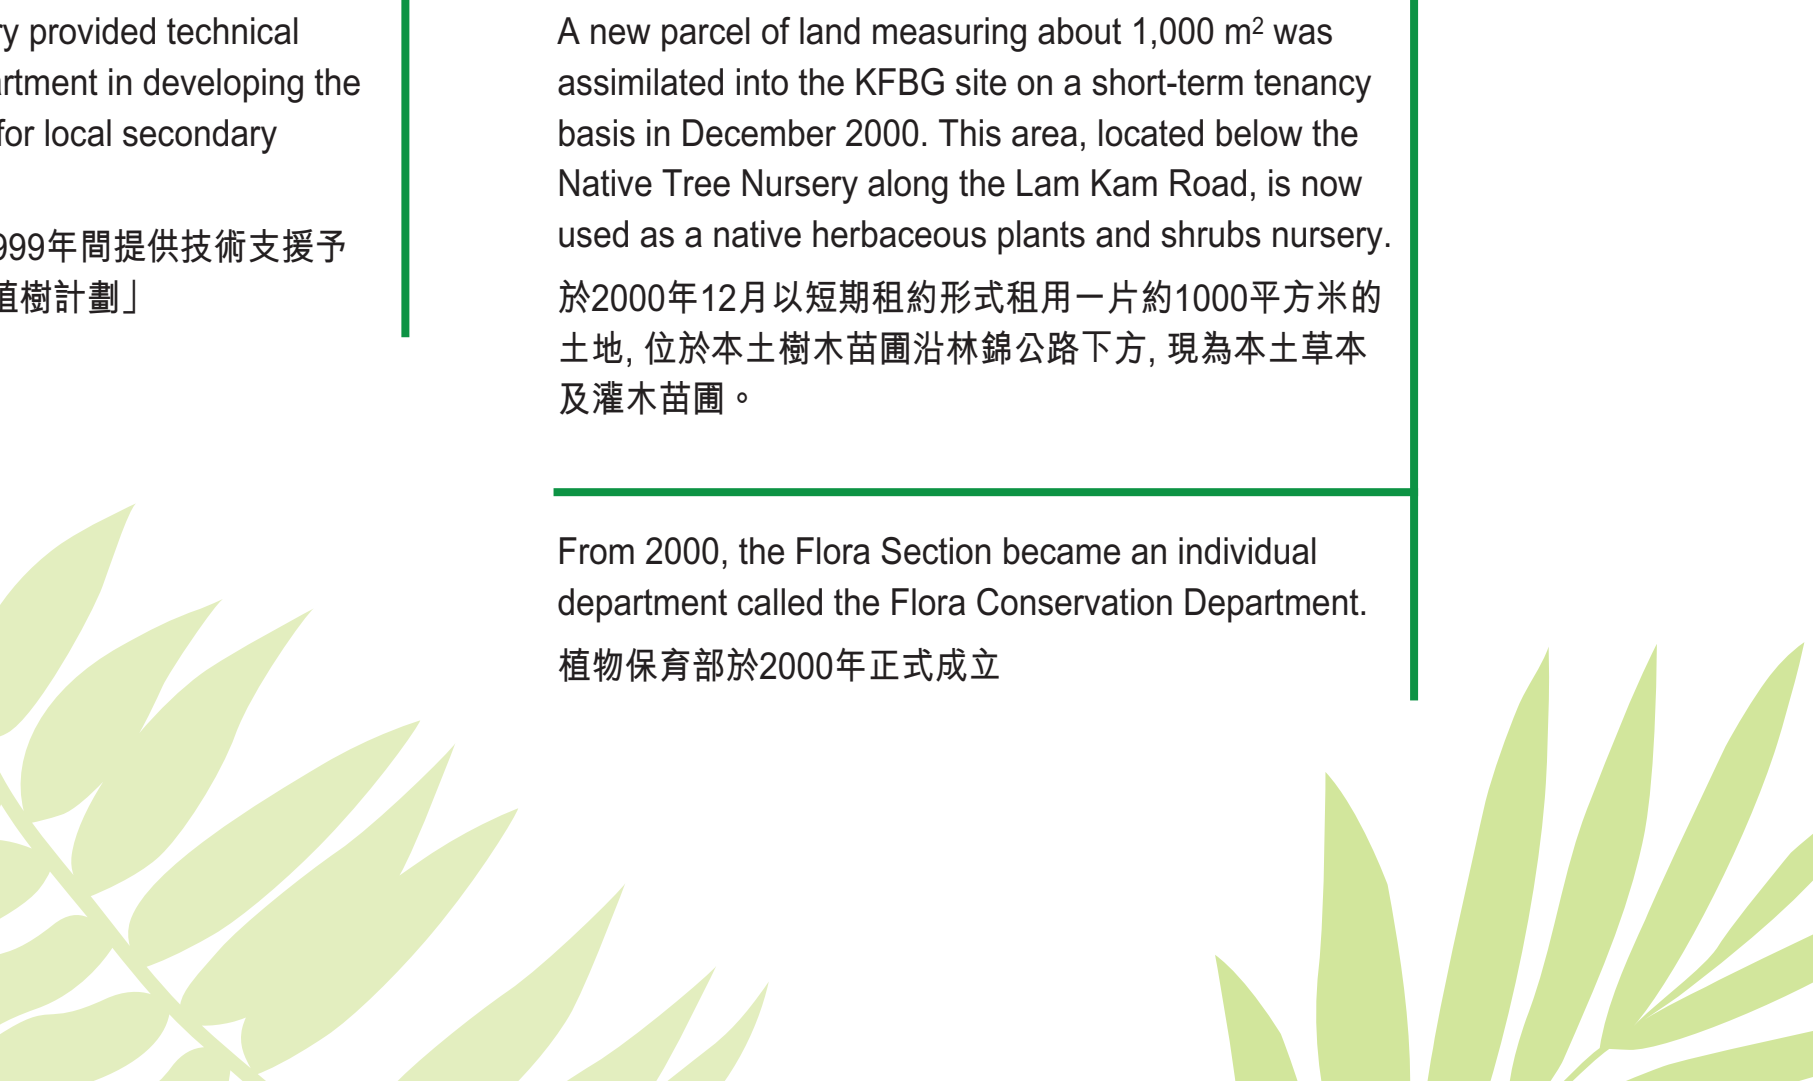 provided technical
in developing the
for local secondary
999年間提供技術支援予
植樹計劃」
A new parcel of land measuring about 1,000 m² was
assimilated into the KFBG site on a short-term tenancy
basis in December 2000. This area, located below the
Native Tree Nursery along the Lam Kam Road, is now
used as a native herbaceous plants and shrubs nursery.
於2000年12月以短期租約形式租用一片約1000平方米的
土地, 位於本土樹木苗圃沿林錦公路下方, 現為本土草本
及灌木苗圃。
From 2000, the Flora Section became an individual
department called the Flora Conservation Department.
植物保育部於2000年正式成立